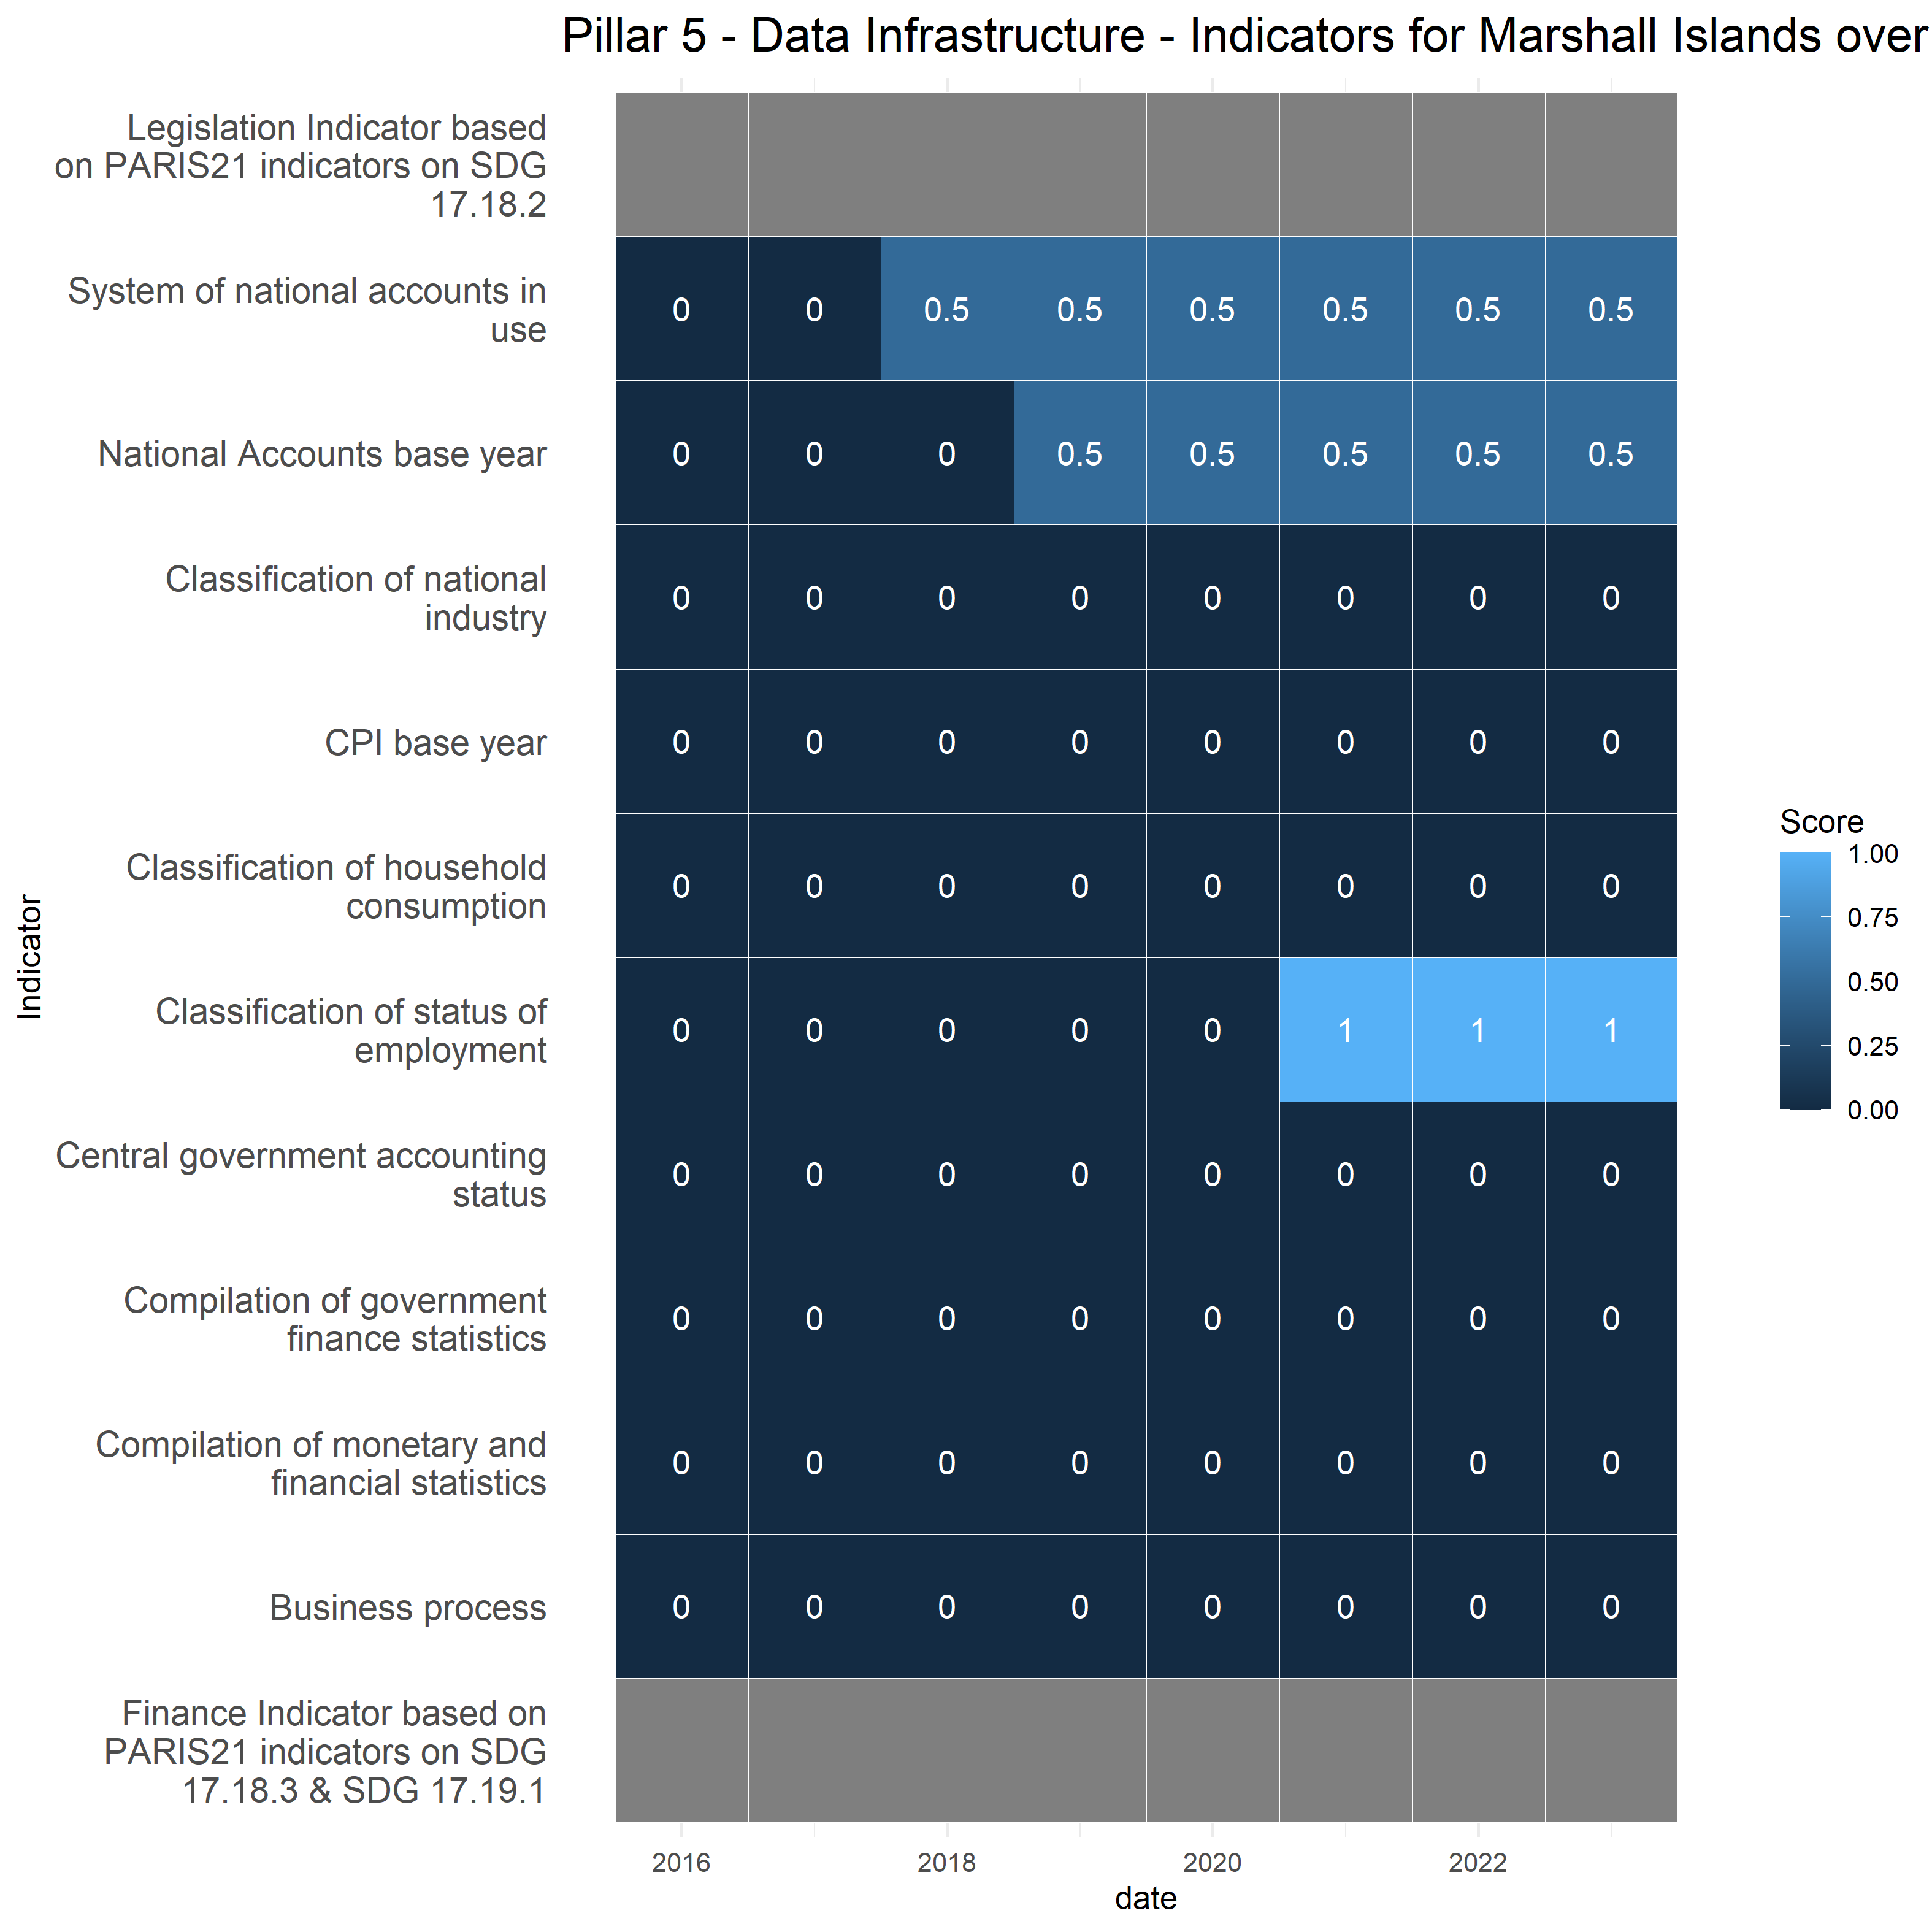 Pillar 5 - Data Infrastructure - Indicators for Marshall Islands over
Legislation Indicator based
on PARIS21 indicators on SDG
17.18.2
System of national accounts in
use
0 0 0.5 0.5 0.5 0.5 0.5 0.5
National Accounts base year
0 0 0 0.5 0.5 0.5 0.5 0.5
Classification of national
industry
0 0 0 0 0 0 0 0
CPI base year
0 0 0 0 0 0 0 0
Classification of household
consumption
0 0 0 0 0 0 0 0
Classification of status of
employment
0 0 0 0 0 1 1 1
Central government accounting
status
0 0 0 0 0 0 0 0
Compilation of government
finance statistics
0 0 0 0 0 0 0 0
Compilation of monetary and
financial statistics
0 0 0 0 0 0 0 0
Business process
0 0 0 0 0 0 0 0
Finance Indicator based on
PARIS21 indicators on SDG
17.18.3 & SDG 17.19.1
Indicator
2016 2018 2020 2022
date
Score
1.00
0.75
0.50
0.25
0.00